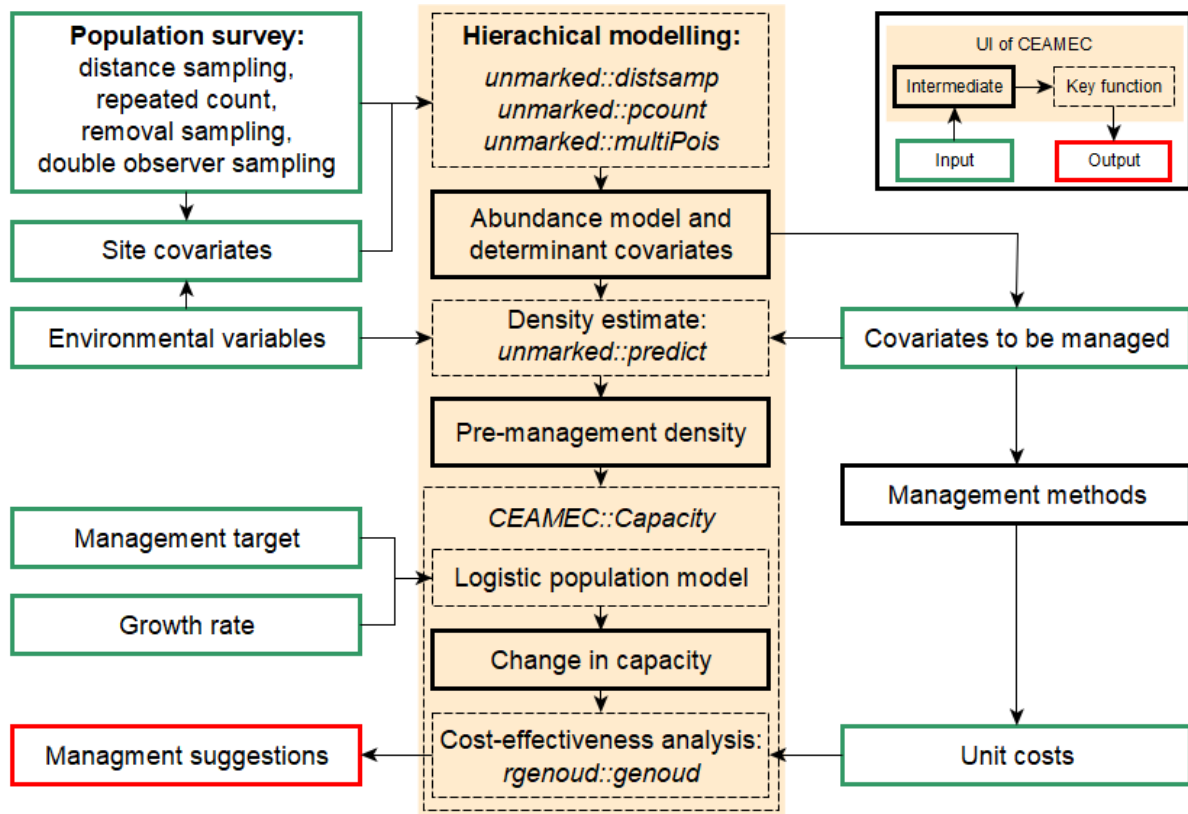 Population survey:
distance sampling,
repeated count,
removal sampling,
double observer sampling
Site covariates
Environmental variables
Management target
Growth rate
Managment suggestions
Hierachical modelling:
unmarked::distsamp
unmarked::pcount
unmarked::multiPois
Abundance model and
determinant covariates
Density estimate:
unmarked::predict
Pre-management density
CEAMEC::Capacity
Logistic population model
Change in capacity
Cost-effectiveness analysis:
rgenoud::genoud
UI of CEAMEC
Intermediate
Key function
Input
Output
Covariates to be managed
Management methods
Unit costs